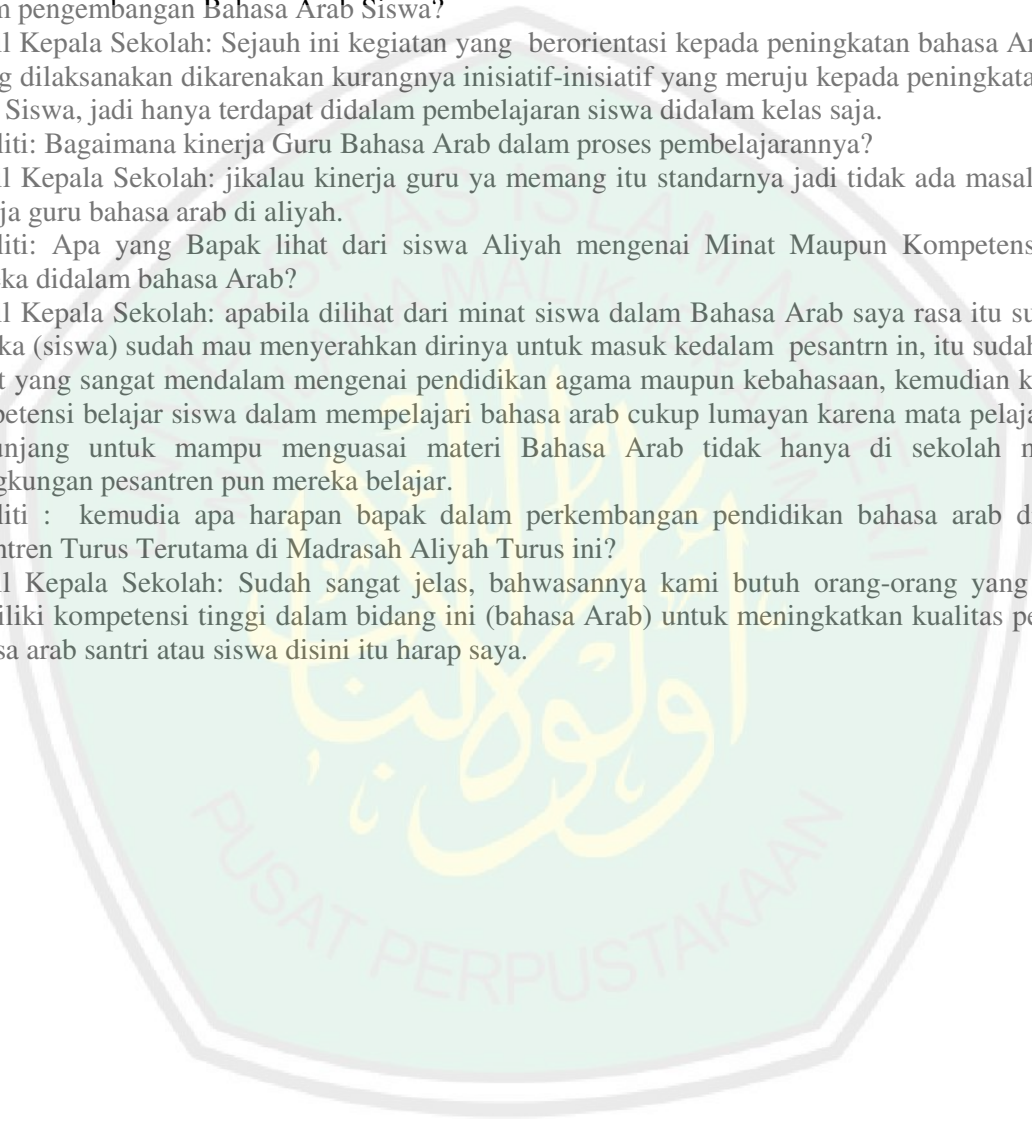 m pengembangan Bahasa Arab Siswa?
l Kepala Sekolah: Sejauh ini kegiatan yang berorientasi kepada peningkatan bahasa Ar
g dilaksanakan dikarenakan kurangnya inisiatif-inisiatif yang meruju kepada peningkata
Siswa, jadi hanya terdapat didalam pembelajaran siswa didalam kelas saja.
liti: Bagaimana kinerja Guru Bahasa Arab dalam proses pembelajarannya?
l Kepala Sekolah: jikalau kinerja guru ya memang itu standarnya jadi tidak ada masal
ja guru bahasa arab di aliyah.
liti: Apa yang Bapak lihat dari siswa Aliyah mengenai Minat Maupun Kompetens
ka didalam bahasa Arab?
l Kepala Sekolah: apabila dilihat dari minat siswa dalam Bahasa Arab saya rasa itu su
ka (siswa) sudah mau menyerahkan dirinya untuk masuk kedalam pesantrn in, itu sudah
t yang sangat mendalam mengenai pendidikan agama maupun kebahasaan, kemudian k
petensi belajar siswa dalam mempelajari bahasa arab cukup lumayan karena mata pelaja
unjang untuk mampu menguasai materi Bahasa Arab tidak hanya di sekolah m
gkungan pesantren pun mereka belajar.
liti : kemudia apa harapan bapak dalam perkembangan pendidikan bahasa arab d
ntren Turus Terutama di Madrasah Aliyah Turus ini?
l Kepala Sekolah: Sudah sangat jelas, bahwasannya kami butuh orang-orang yang
iliki kompetensi tinggi dalam bidang ini (bahasa Arab) untuk meningkatkan kualitas pe
sa arab santri atau siswa disini itu harap saya.
PUSAT PERPUSTAKAAN